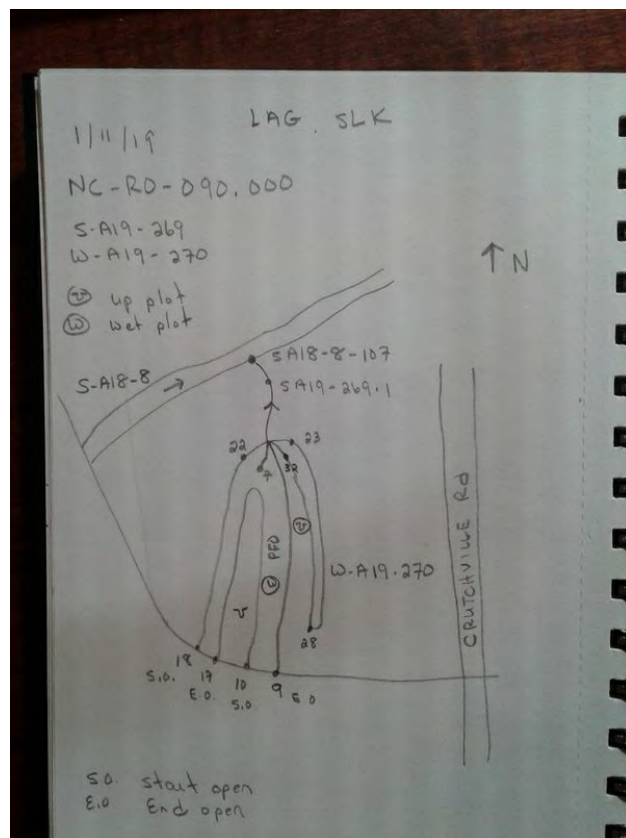 LAG. SLK
1/11/19
NC-RO-090.000
S-A19-269
W-A19-270
↑ N
Ⓤ up plot
Ⓦ wet plot
S-A18-8 →
SA18-8-107
SA19-269.1
22
23
7
32
U
PFO
W
U
W-A19.270
CRUTCHVILLE Rd
28
18
S.O.
17
E.O.
10
S.O
9
E O
S O. start open
E.O End open